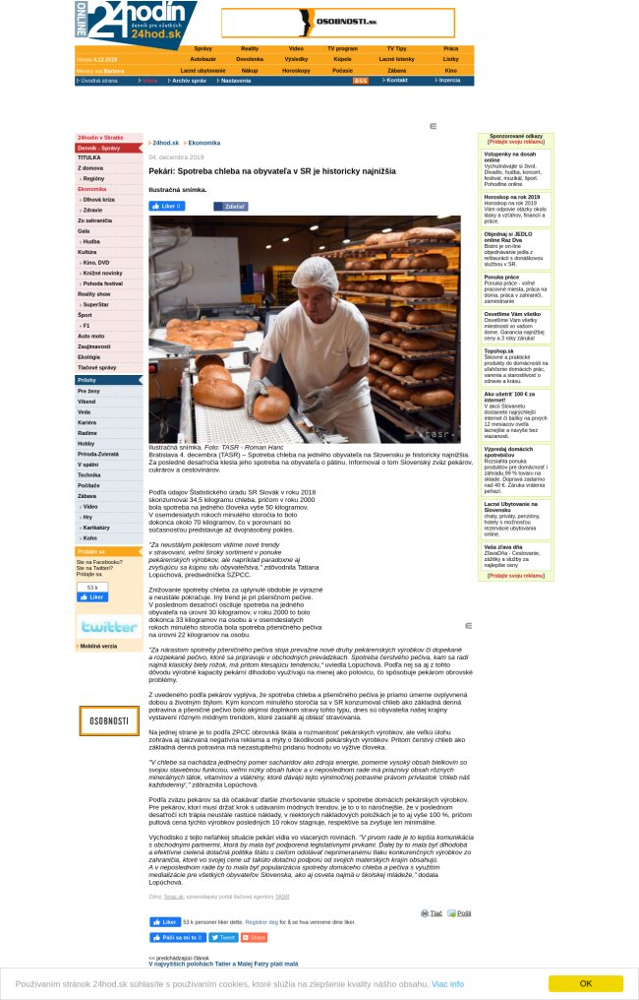 ONLINE
24hodín
denník pre všetkých
24hod.sk
OSOBNOSTI.SK
Streda 4.12.2019
Meniny má Barbora
Správy Reality Video TV program TV Tipy Práca
Autobazár Dovolenka Výsledky Kúpele Lacné letenky Lístky
Lacné ubytovanie Nákup Horoskopy Počasie Zábava Kino
Úvodná strana Včera Archív správ Nastavenia RSS Kontakt Inzercia
24hodín v Skratke
Denník - Správy
TITULKA
Z domova
Regióny
Ekonomika
Dlhová kríza
Zdravie
Zo zahraničia
Gala
Hudba
Kultúra
Kino, DVD
Knižné novinky
Pohoda festival
Reality show
SuperStar
Šport
F1
Auto moto
Zaujímavosti
Ekológia
Tlačové správy
Prílohy
Pre ženy
Víkend
Veda
Kariéra
Radíme
Hobby
Príroda-Zvieratá
V spálni
Technika
Počítače
Zábava
Video
Hry
Karikatúry
Kohn
Pridajte sa
Ste na Facebooku?
Ste na Twitteri?
Pridajte sa.
53 k
Liker
twitter
Mobilná verzia
OSOBNOSTI
24hod.sk Ekonomika
04. decembra 2019
Pekári: Spotreba chleba na obyvateľa v SR je historicky najnižšia
Ilustračná snímka.
Liker 0 Zdieľať
tasr
Ilustračná snímka. Foto: TASR - Roman Hanc
Bratislava 4. decembra (TASR) – Spotreba chleba na jedného obyvateľa na Slovensku je historicky najnižšia.
Za posledné desaťročia klesla jeho spotreba na obyvateľa o pätinu. Informoval o tom Slovenský zväz pekárov,
cukrárov a cestovinárov.
Podľa údajov Štatistického úradu SR Slovák v roku 2018
skonzumoval 34,5 kilogramu chleba, pričom v roku 2000
bola spotreba na jedného človeka vyše 50 kilogramov.
V osemdesiatych rokoch minulého storočia to bolo
dokonca okolo 70 kilogramov, čo v porovnaní so
súčasnosťou predstavuje až dvojnásobný pokles.
"Za neustálym poklesom vidíme nové trendy
v stravovaní, veľmi široký sortiment v ponuke
pekárenských výrobkov, ale napríklad paradoxne aj
zvyšujúcu sa kúpnu silu obyvateľstva," zdôvodnila Tatiana
Lopúchová, predsedníčka SZPCC.
Znižovanie spotreby chleba za uplynulé obdobie je výrazné
a neustále pokračuje. Iný trend je pri pšeničnom pečive.
V poslednom desaťročí osciluje spotreba na jedného
obyvateľa na úrovni 30 kilogramov, v roku 2000 to bolo
dokonca 33 kilogramov na osobu a v osemdesiatych
rokoch minulého storočia bola spotreba pšeničného pečiva
na úrovni 22 kilogramov na osobu.
"Za nárastom spotreby pšeničného pečiva stoja prevažne nové druhy pekárenských výrobkov či dopekané
a rozpekané pečivo, ktoré sa pripravuje v obchodných prevádzkach. Spotreba čerstvého pečiva, kam sa radí
najmä klasický biely rožok, má pritom klesajúcu tendenciu," uviedla Lopúchová. Podľa nej sa aj z tohto
dôvodu výrobné kapacity pekární dlhodobo využívajú na menej ako polovicu, čo spôsobuje pekárom obrovské
problémy.
Z uvedeného podľa pekárov vyplýva, že spotreba chleba a pšeničného pečiva je priamo úmerne ovplyvnená
dobou a životným štýlom. Kým koncom minulého storočia sa v SR konzumoval chlieb ako základná denná
potravina a pšeničné pečivo bolo akýmsi doplnkom stravy tohto typu, dnes sú obyvatelia našej krajiny
vystavení rôznym módnym trendom, ktoré zasiahli aj oblasť stravovania.
Na jednej strane je to podľa ZPCC obrovská škála a rozmanitosť pekárskych výrobkov, ale veľkú úlohu
zohráva aj takzvaná negatívna reklama a mýty o škodlivosti pekárskych výrobkov. Pritom čerstvý chlieb ako
základná denná potravina má nezastupiteľnú pridanú hodnotu vo výžive človeka.
"V chlebe sa nachádza jedinečný pomer sacharidov ako zdroja energie, pomerne vysoký obsah bielkovín so
svojou stavebnou funkciou, veľmi nízky obsah tukov a v neposlednom rade má priaznivý obsah rôznych
minerálnych látok, vitamínov a vlákniny, ktoré dávajú tejto výnimočnej potravine právom prívlastok 'chlieb náš
každodenný'," zdôraznila Lopúchová.
Podľa zväzu pekárov sa dá očakávať ďalšie zhoršovanie situácie v spotrebe domácich pekárskych výrobkov.
Pre pekárov, ktorí musí držať krok s udávaním módnych trendov, je to o to náročnejšie, že v poslednom
desaťročí ich trápia neustále rastúce náklady, v niektorých nákladových položkách je to aj vyše 100 %, pričom
pultová cena týchto výrobkov posledných 10 rokov stagnuje, respektíve sa zvyšuje len minimálne.
Východisko z tejto neľahkej situácie pekári vidia vo viacerých rovinách. "V prvom rade je to lepšia komunikácia
s obchodnými partnermi, ktorá by mala byť podporená legislatívnymi prvkami. Ďalej by to mala byť dlhodobá
a efektívne cielená dotačná politika štátu s cieľom odolávať neprimeranému tlaku konkurenčných výrobkov zo
zahraničia, ktoré vo svojej cene už takúto dotačnú podporu od svojich materských krajín obsahujú.
A v neposlednom rade by to mala byť popularizácia spotreby domáceho chleba a pečiva s využitím
medializácie pre všetkých obyvateľov Slovenska, ako aj osveta najmä u školskej mládeže," dodala
Lopúchová.
Zdroj: Teraz.sk, spravodajský portál tlačovej agentúry TASR
Tlač Pošli
Liker 53 k personer liker dette. Registrer deg for å se hva vennene dine liker.
Páči sa mi to 0 Tweet Share
<< predchádzajúci článok
V najvyšších polohách Tatier a Malej Fatry platí malá
Sponzorované odkazy
[Pridajte svoju reklamu]
Vstupenky na dosah
online
Vychutnávajte si život.
Divadlo, hudba, koncert,
festival, muzikál, šport.
Pohodlne online
Horoskop na rok 2019
Horoskop na rok 2019
Vám odpovie otázky okolo
lásky a vzťahov, financií a
práce.
Objednaj si JEDLO
online Raz Dva
Bistro je on-line
objednávanie jedla z
reštaurácií s donáškovou
službou v SR.
Ponuka práce
Ponuka práce - voľné
pracovné miesta, práca na
doma, práca v zahraničí,
zamestnanie
Osvetlíme Vám všetko
Osvetlíme Vám všetky
miestnosti vo vašom
dome. Garancia najnižšej
ceny a 3 roky záruka!
Topshop.sk
Šikovné a praktické
produkty do domácnosti na
uľahčenie domácich prác,
varenia a starostlivosť o
zdravie a krásu.
Ako ušetriť 100 € za
internet!
V akcii Slovanetu
dostanete najrýchlejší
internet či balíky na prvých
12 mesiacov oveľa
lacnejšie a navyše bez
viazanosti.
Výpredaj domácich
spotrebičov
Rozsiahla ponuka
produktov pre domácnosť i
záhradu,99 % tovaru na
sklade. Doprava zadarmo
nad 40 €. Záruka vrátenia
peňazí.
Lacné Ubytovanie na
Slovensku
chaty, priváty, penzióny,
hotely s možnosťou
rezervácie ubytovania
online.
Vaša zľava dňa
ZľavaDňa - Cestovanie,
zážitky a služby za
najlepšie ceny
[Pridajte svoju reklamu]
Používaním stránok 24hod.sk súhlasíte s používaním cookies, ktoré slúžia na zlepšenie kvality nášho obsahu. Viac info
OK